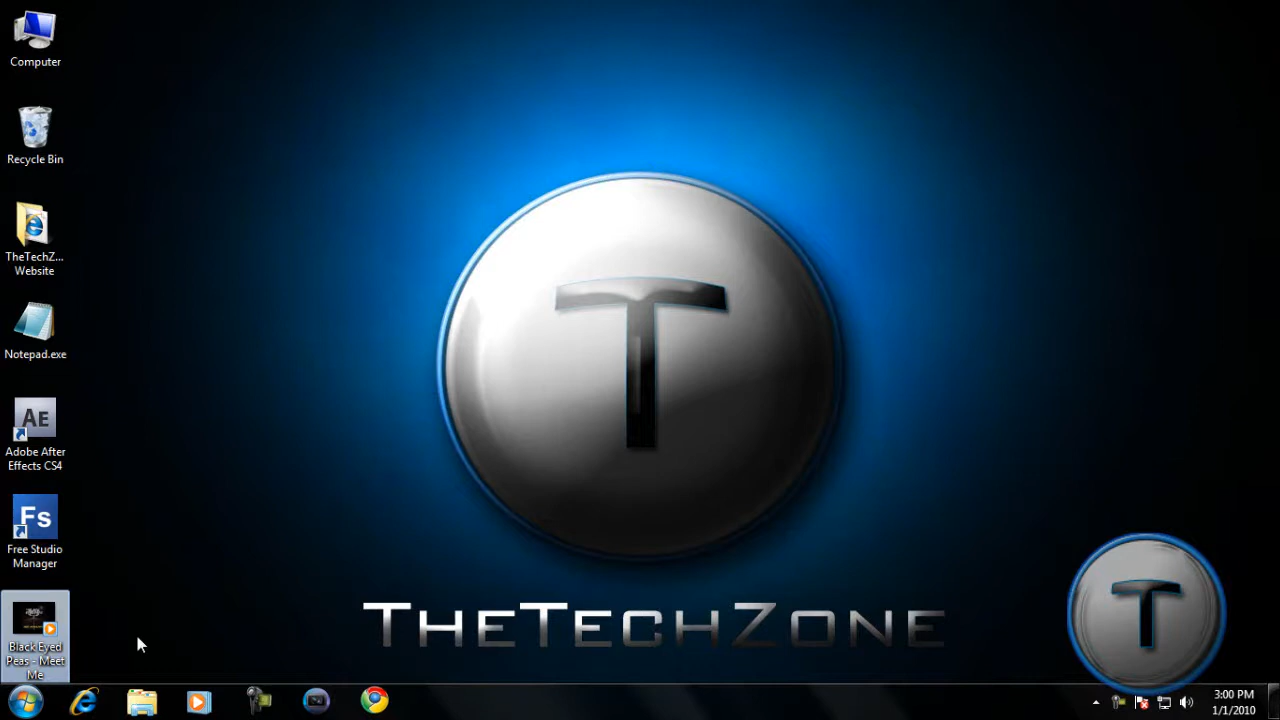 Computer
Recycle Bin
TheTechZ...
Website
Notepad.exe
AE
Adobe After
Effects CS4
Fs
Free Studio
Manager
Black Eyed
Peas - Meet
Me
T
TheTechZone
T
3:00 PM
1/1/2010